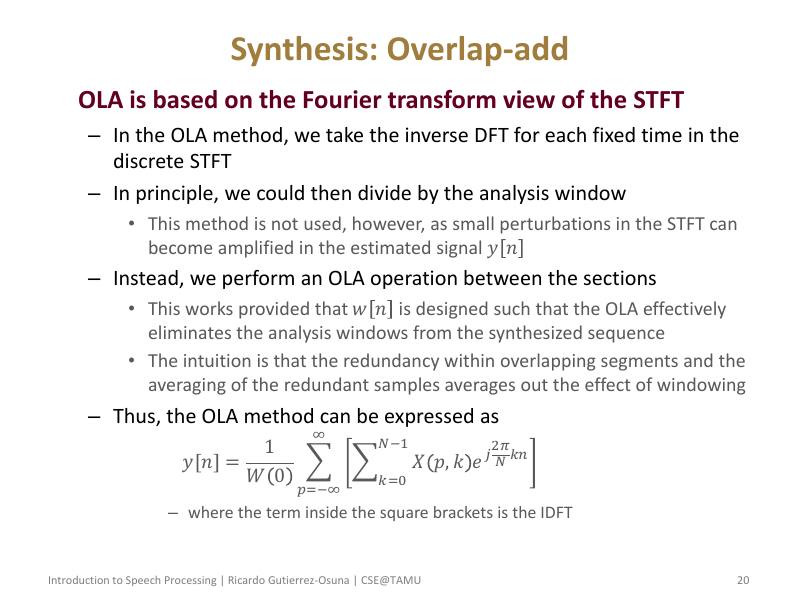 Synthesis: Overlap-add
OLA is based on the Fourier transform view of the STFT
– In the OLA method, we take the inverse DFT for each fixed time in the
discrete STFT
– In principle, we could then divide by the analysis window
• This method is not used, however, as small perturbations in the STFT can
become amplified in the estimated signal 𝑦[𝑛]
– Instead, we perform an OLA operation between the sections
• This works provided that 𝑤[𝑛] is designed such that the OLA effectively
eliminates the analysis windows from the synthesized sequence
• The intuition is that the redundancy within overlapping segments and the
averaging of the redundant samples averages out the effect of windowing
– Thus, the OLA method can be expressed as
𝑦[𝑛] = 1/𝑊(0) ∑_{𝑝=−∞}^{∞} [∑_{𝑘=0}^{𝑁−1} 𝑋(𝑝, 𝑘)𝑒^{𝑗(2𝜋/𝑁)𝑘𝑛}]
– where the term inside the square brackets is the IDFT
Introduction to Speech Processing | Ricardo Gutierrez-Osuna | CSE@TAMU 20